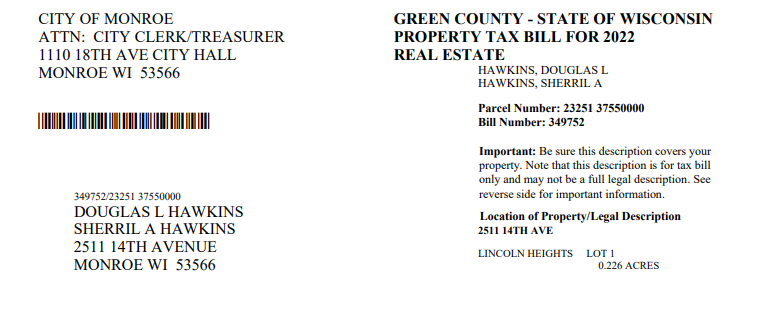 CITY OF MONROE
ATTN:  CITY CLERK/TREASURER
1110 18TH AVE CITY HALL
MONROE WI  53566
349752/23251 37550000
DOUGLAS L HAWKINS
SHERRIL A HAWKINS
2511 14TH AVENUE
MONROE WI  53566
GREEN COUNTY - STATE OF WISCONSIN
PROPERTY TAX BILL FOR 2022
REAL ESTATE
HAWKINS, DOUGLAS L
HAWKINS, SHERRIL A
Parcel Number: 23251 37550000
Bill Number: 349752
Important: Be sure this description covers your
property. Note that this description is for tax bill
only and may not be a full legal description. See
reverse side for important information.
Location of Property/Legal Description
2511 14TH AVE
LINCOLN HEIGHTS    LOT 1
0.226 ACRES